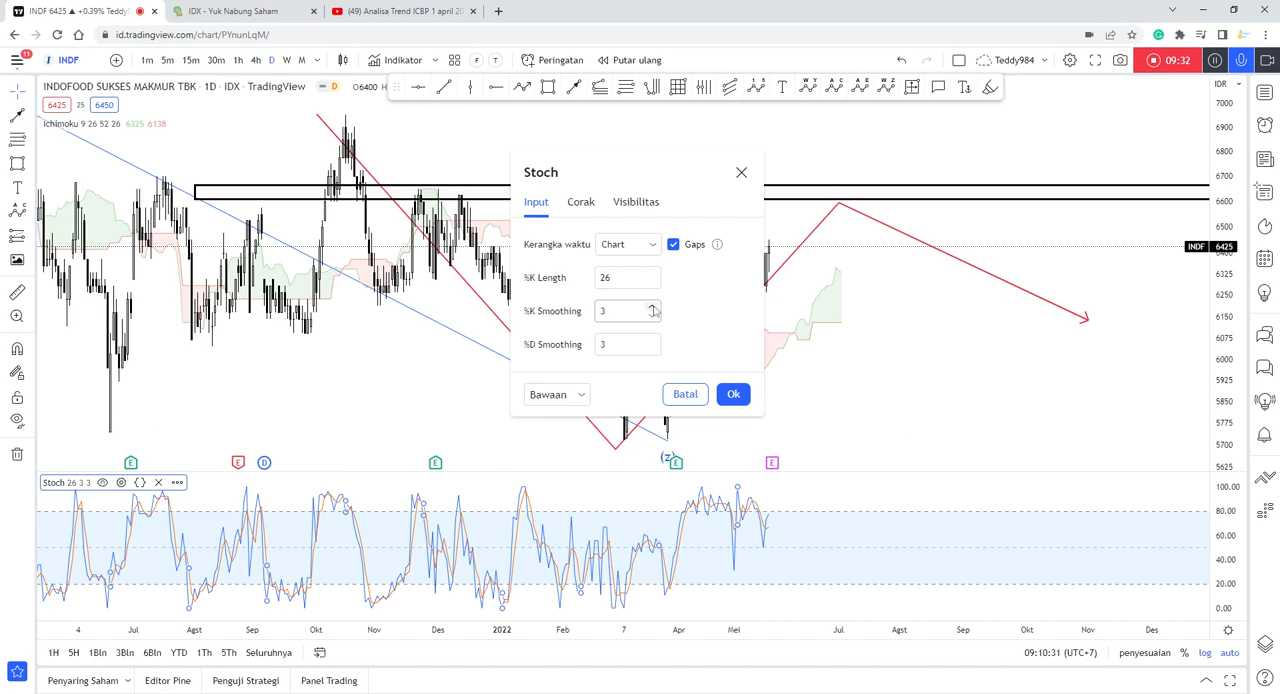 INDF 6425 ▲ +0.39% Teddy
IDX - Yuk Nabung Saham
(49) Analisa Trend ICBP 1 april 20
id.tradingview.com/chart/PYnunLqM/
11
INDF
1m 5m 15m 30m 1h 4h D W M
Indikator
F
T
Peringatan
Putar ulang
Teddy984
09:32
INDOFOOD SUKSES MAKMUR TBK · 1D · IDX · TradingView
D
O6400 H
6425 25 6450
Ichimoku 9 26 52 26 6325 6138
IDR
7000
6900
6800
6700
6600
6500
6400
6325
6250
6150
6075
6000
5925
5850
5775
5700
5625
INDF 6425
Stoch
Input Corak Visibilitas
Kerangka waktu Chart Gaps
%K Length 26
%K Smoothing 3
%D Smoothing 3
Bawaan Batal Ok
(z)
E E D E E E
Stoch 26 3 3
100.00
80.00
60.00
40.00
20.00
0.00
4 Jul Agst Sep Okt Nov Des 2022 Feb 7 Apr Mei Jul Agst Sep Okt Nov Des
1H 5H 1Bln 3Bln 6Bln YTD 1Th 5Th Seluruhnya
09:10:31 (UTC+7) penyesuaian % log auto
Penyaring Saham Editor Pine Penguji Strategi Panel Trading